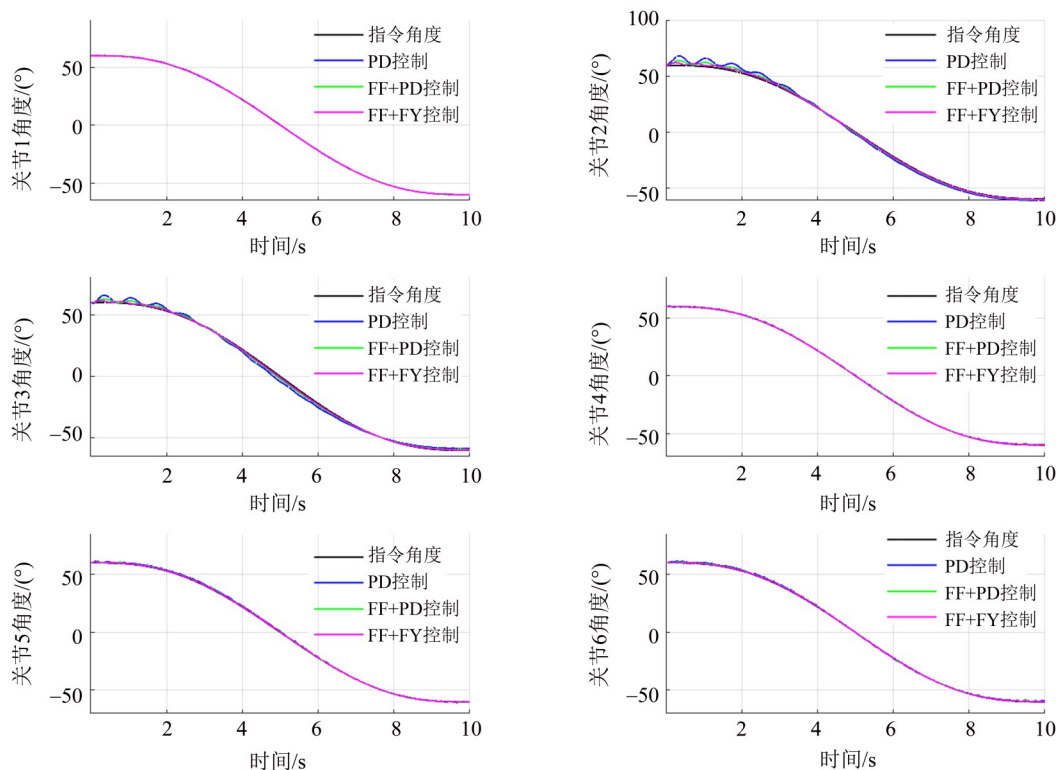 关节1角度/(°)
50
0
−50
2
4
6
8
10
时间/s
指令角度
PD控制
FF+PD控制
FF+FY控制
关节2角度/(°)
100
50
0
−50
2
4
6
8
10
时间/s
指令角度
PD控制
FF+PD控制
FF+FY控制
关节3角度/(°)
50
0
−50
2
4
6
8
10
时间/s
指令角度
PD控制
FF+PD控制
FF+FY控制
关节4角度/(°)
50
0
−50
2
4
6
8
10
时间/s
指令角度
PD控制
FF+PD控制
FF+FY控制
关节5角度/(°)
50
0
−50
2
4
6
8
10
时间/s
指令角度
PD控制
FF+PD控制
FF+FY控制
关节6角度/(°)
50
0
−50
2
4
6
8
10
时间/s
指令角度
PD控制
FF+PD控制
FF+FY控制